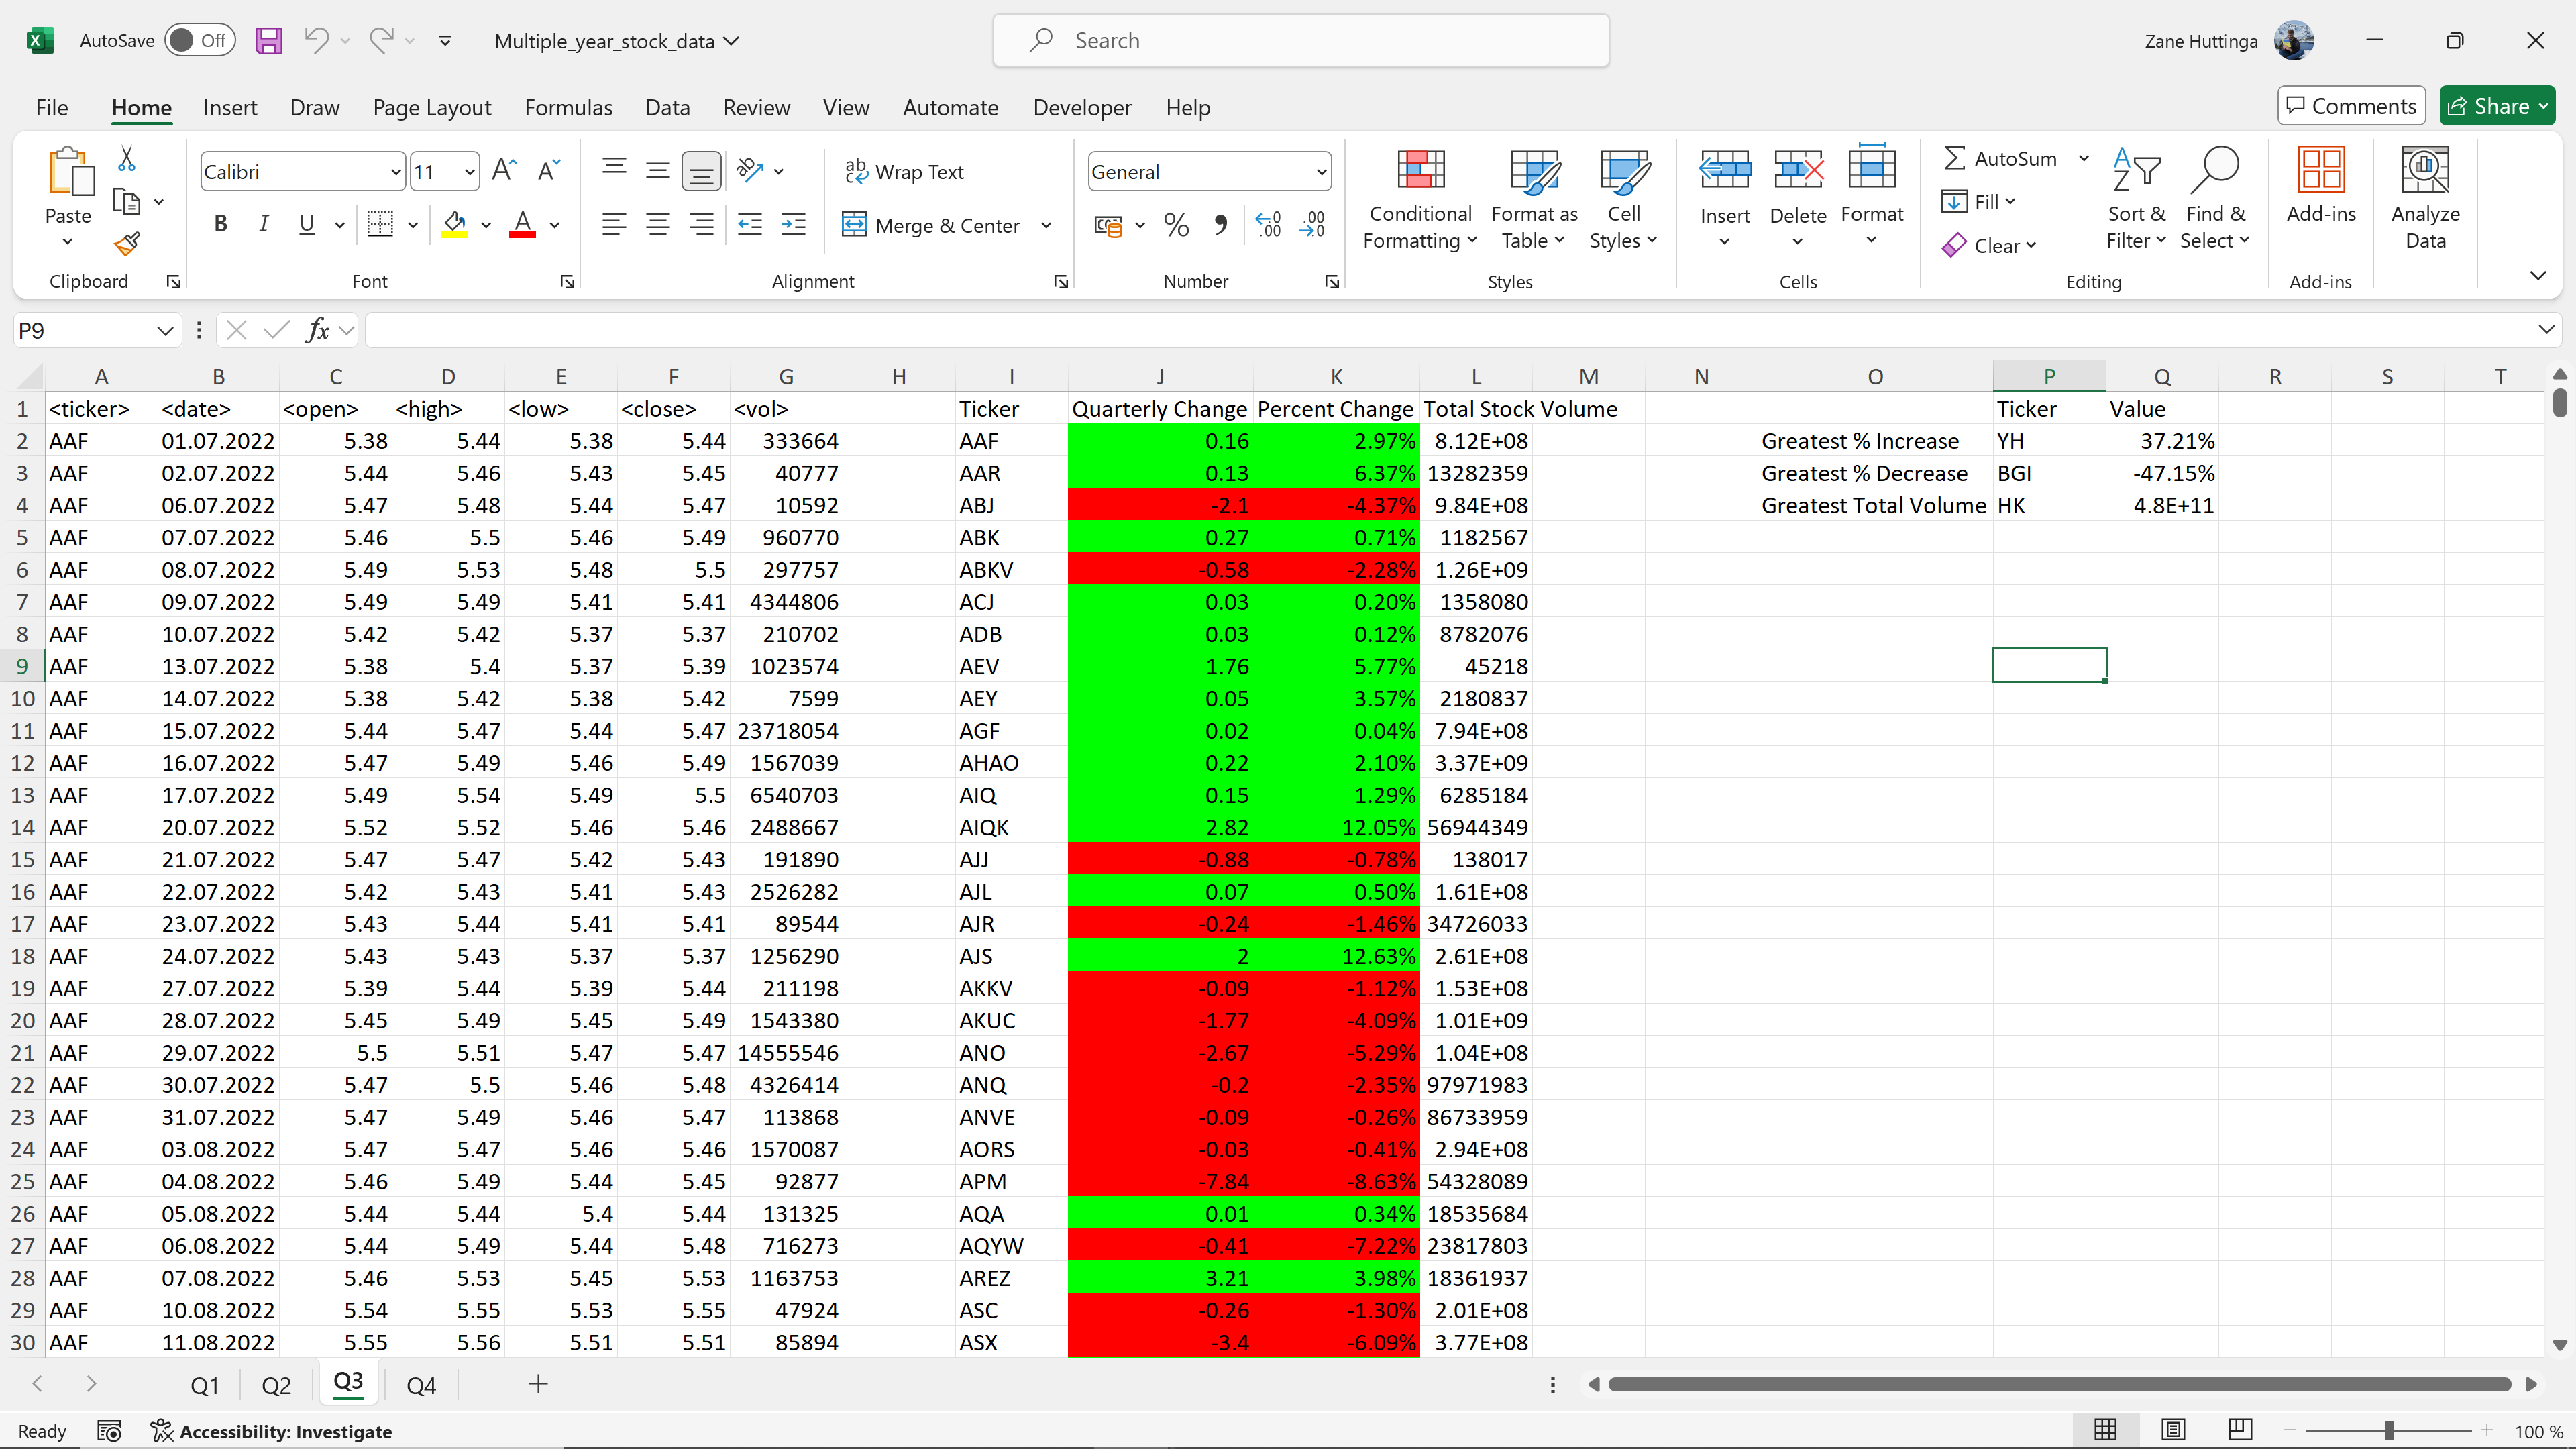 AutoSave Off Multiple_year_stock_data Search Zane Huttinga
File Home Insert Draw Page Layout Formulas Data Review View Automate Developer Help Comments Share
Paste Calibri 11 A A Wrap Text General Conditional Formatting Format as Table Cell Styles Insert Delete Format AutoSum Fill Clear Sort & Filter Find & Select Add-ins Analyze Data
B I U A Merge & Center % 9 .00 .00
Clipboard Font Alignment Number Styles Cells Editing Add-ins
P9 fx
A B C D E F G H I J K L M N O P Q R S T
1 <ticker> <date> <open> <high> <low> <close> <vol> Ticker Quarterly Change Percent Change Total Stock Volume Ticker Value
2 AAF 01.07.2022 5.38 5.44 5.38 5.44 333664 AAF 0.16 2.97% 8.12E+08 Greatest % Increase YH 37.21%
3 AAF 02.07.2022 5.44 5.46 5.43 5.45 40777 AAR 0.13 6.37% 13282359 Greatest % Decrease BGI -47.15%
4 AAF 06.07.2022 5.47 5.48 5.44 5.47 10592 ABJ -2.1 -4.37% 9.84E+08 Greatest Total Volume HK 4.8E+11
5 AAF 07.07.2022 5.46 5.5 5.46 5.49 960770 ABK 0.27 0.71% 1182567
6 AAF 08.07.2022 5.49 5.53 5.48 5.5 297757 ABKV -0.58 -2.28% 1.26E+09
7 AAF 09.07.2022 5.49 5.49 5.41 5.41 4344806 ACJ 0.03 0.20% 1358080
8 AAF 10.07.2022 5.42 5.42 5.37 5.37 210702 ADB 0.03 0.12% 8782076
9 AAF 13.07.2022 5.38 5.4 5.37 5.39 1023574 AEV 1.76 5.77% 45218
10 AAF 14.07.2022 5.38 5.42 5.38 5.42 7599 AEY 0.05 3.57% 2180837
11 AAF 15.07.2022 5.44 5.47 5.44 5.47 23718054 AGF 0.02 0.04% 7.94E+08
12 AAF 16.07.2022 5.47 5.49 5.46 5.49 1567039 AHAO 0.22 2.10% 3.37E+09
13 AAF 17.07.2022 5.49 5.54 5.49 5.5 6540703 AIQ 0.15 1.29% 6285184
14 AAF 20.07.2022 5.52 5.52 5.46 5.46 2488667 AIQK 2.82 12.05% 56944349
15 AAF 21.07.2022 5.47 5.47 5.42 5.43 191890 AJJ -0.88 -0.78% 138017
16 AAF 22.07.2022 5.42 5.43 5.41 5.43 2526282 AJL 0.07 0.50% 1.61E+08
17 AAF 23.07.2022 5.43 5.44 5.41 5.41 89544 AJR -0.24 -1.46% 34726033
18 AAF 24.07.2022 5.43 5.43 5.37 5.37 1256290 AJS 2 12.63% 2.61E+08
19 AAF 27.07.2022 5.39 5.44 5.39 5.44 211198 AKKV -0.09 -1.12% 1.53E+08
20 AAF 28.07.2022 5.45 5.49 5.45 5.49 1543380 AKUC -1.77 -4.09% 1.01E+09
21 AAF 29.07.2022 5.5 5.51 5.47 5.47 14555546 ANO -2.67 -5.29% 1.04E+08
22 AAF 30.07.2022 5.47 5.5 5.46 5.48 4326414 ANQ -0.2 -2.35% 97971983
23 AAF 31.07.2022 5.47 5.49 5.46 5.47 113868 ANVE -0.09 -0.26% 86733959
24 AAF 03.08.2022 5.47 5.47 5.46 5.46 1570087 AORS -0.03 -0.41% 2.94E+08
25 AAF 04.08.2022 5.46 5.49 5.44 5.45 92877 APM -7.84 -8.63% 54328089
26 AAF 05.08.2022 5.44 5.44 5.4 5.44 131325 AQA 0.01 0.34% 18535684
27 AAF 06.08.2022 5.44 5.49 5.44 5.48 716273 AQYW -0.41 -7.22% 23817803
28 AAF 07.08.2022 5.46 5.53 5.45 5.53 1163753 AREZ 3.21 3.98% 18361937
29 AAF 10.08.2022 5.54 5.55 5.53 5.55 47924 ASC -0.26 -1.30% 2.01E+08
30 AAF 11.08.2022 5.55 5.56 5.51 5.51 85894 ASX -3.4 -6.09% 3.77E+08
Q1 Q2 Q3 Q4
Ready Accessibility: Investigate 100 %